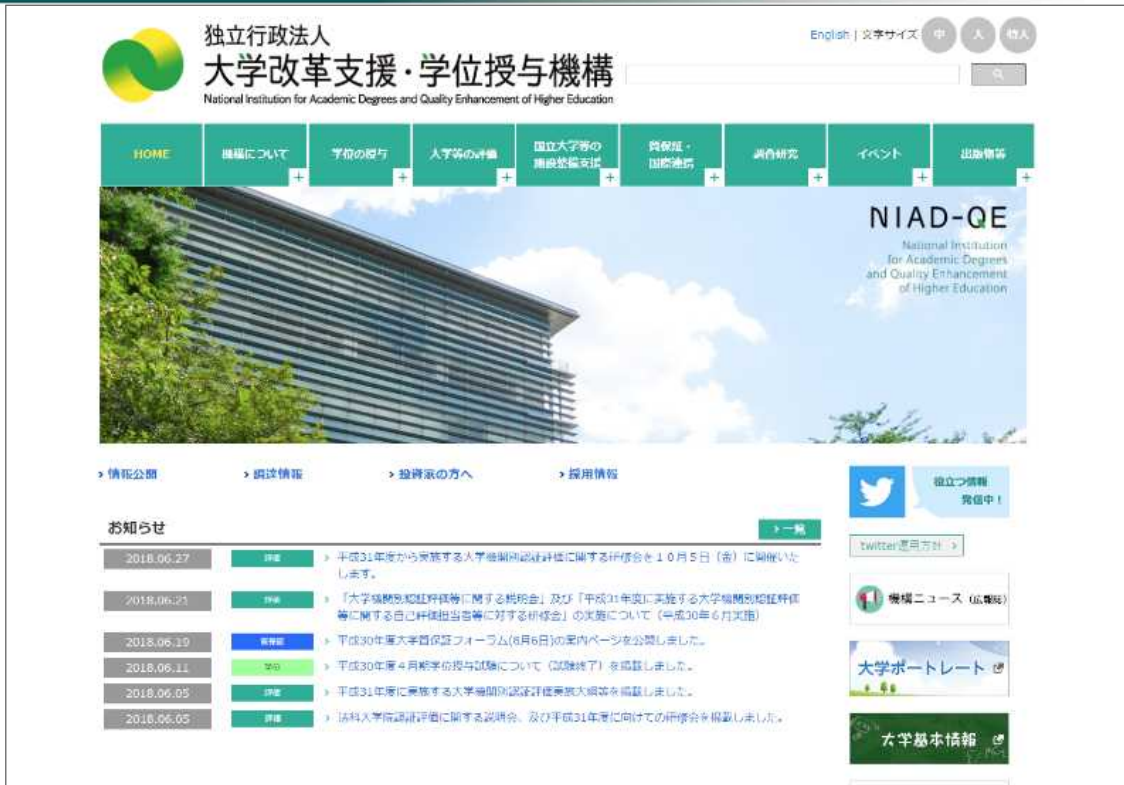 独立行政法人
大学改革支援・学位授与機構
National Institution for Academic Degrees and Quality Enhancement of Higher Education
English | 文字サイズ 中 大 特大
HOME
機構について
学位の授与
大学等の評価
国立大学等の
施設整備支援
質保証・
国際連携
調査研究
イベント
出版物等
NIAD-QE
National Institution
for Academic Degrees
and Quality Enhancement
of Higher Education
› 情報公開
› 調達情報
› 投資家の方へ
› 採用情報
役立つ情報
発信中!
twitter運用方針 ›
お知らせ
› 一覧
2018.06.27 評価 › 平成31年度から実施する大学機関別認証評価に関する研修会を10月5日(金)に開催いた
します。
2018.06.21 評価 › 「大学機関別認証評価等に関する説明会」及び「平成31年度に実施する大学機関別認証評価
等に関する自己評価担当者等に対する研修会」の実施について(平成30年6月実施)
2018.06.19 質保証 › 平成30年度大学質保証フォーラム(8月6日)の案内ページを公開しました。
2018.06.11 学位 › 平成30年度4月期学位授与試験について(試験終了)を掲載しました。
2018.06.05 評価 › 平成31年度に実施する大学機関別認証評価実施大綱等を掲載しました。
2018.06.05 評価 › 法科大学院認証評価に関する説明会、及び平成31年度に向けての研修会を掲載しました。
機構ニュース (広報誌)
大学ポートレート
大学基本情報